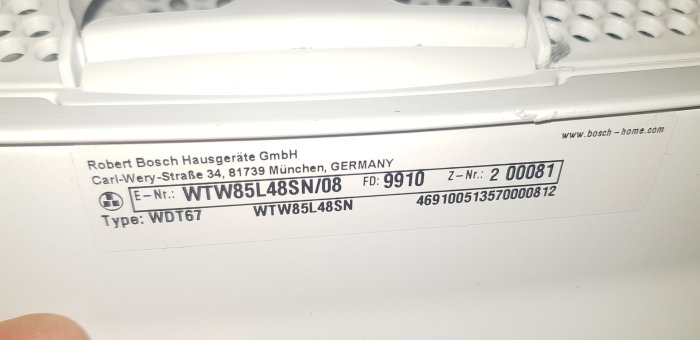 www.bosch-home.com
Robert Bosch Hausgeräte GmbH
Carl-Wery-Straße 34, 81739 München, GERMANY
E-Nr.: WTW85L48SN/08 FD: 9910 Z-Nr.: 2 00081
Type: WDT67 WTW85L48SN 469100513570000812